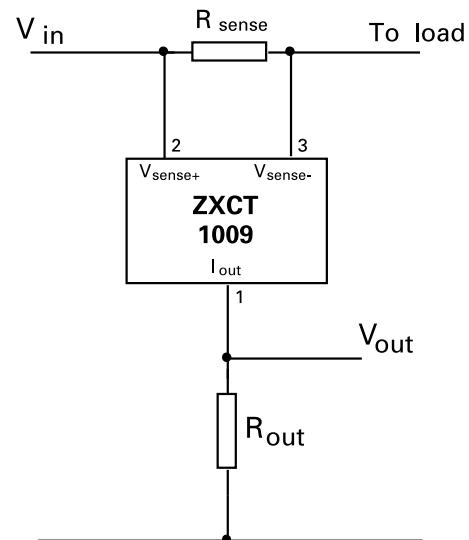 V in
R sense
To load
2
3
Vsense+
Vsense-
ZXCT
1009
Iout
1
Vout
Rout